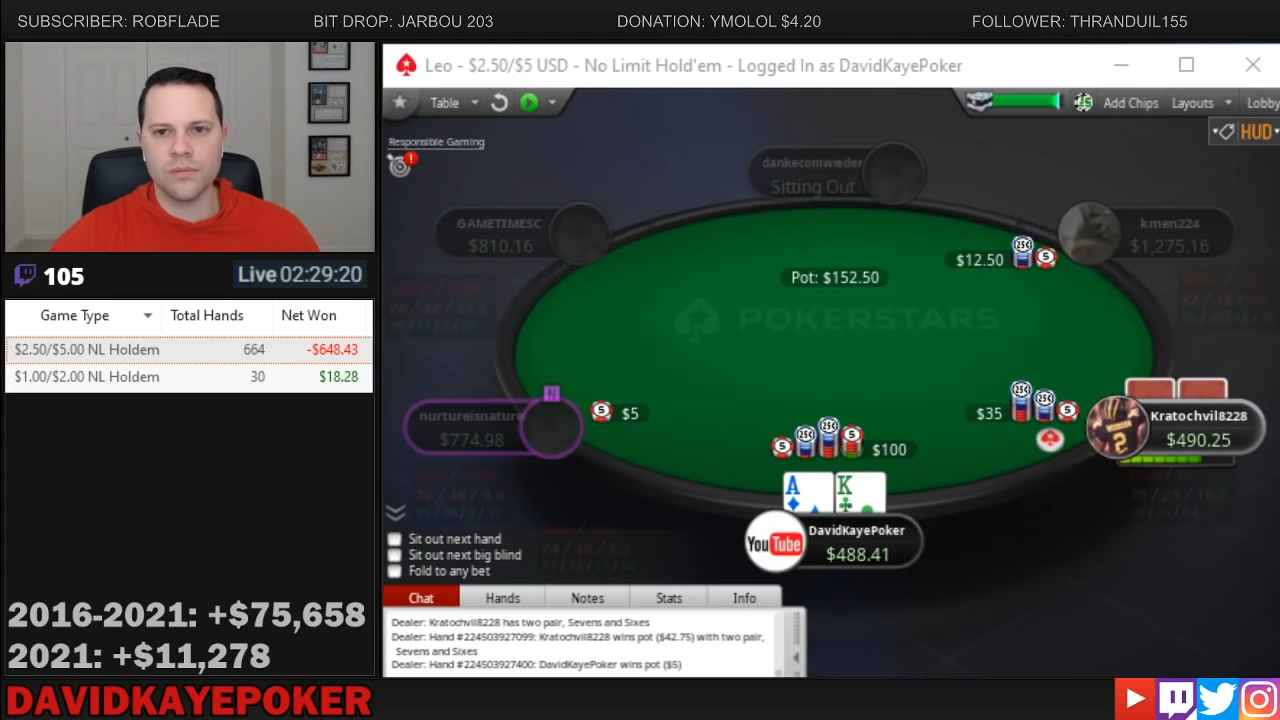 SUBSCRIBER: ROBFLADE BIT DROP: JARBOU 203 DONATION: YMOLOL $4.20 FOLLOWER: THRANDUIL155
Leo - $2.50/$5 USD - No Limit Hold'em - Logged In as DavidKayePoker
Table Add Chips Layouts Lobby
HUD
Responsible Gaming
dankecomwieder
Sitting Out
GAMETIMESC
$810.16
kmen224
$1,275.16
$12.50
Pot: $152.50
POKERSTARS
105 Live 02:29:20
Game Type Total Hands Net Won
$2.50/$5.00 NL Holdem 664 -$648.43
$1.00/$2.00 NL Holdem 30 $18.28
nurtureisnature
$774.98
$5
$35
Kratochvil8228
$490.25
$100
A K
YouTube
DavidKayePoker
$488.41
Sit out next hand
Sit out next big blind
Fold to any bet
Chat Hands Notes Stats Info
Dealer: Kratochvil8228 has two pair, Sevens and Sixes
Dealer: Hand #224503927099: Kratochvil8228 wins pot ($42.75) with two pair,
Sevens and Sixes
Dealer: Hand #224503927400: DavidKayePoker wins pot ($5)
2016-2021: +$75,658
2021: +$11,278
DAVIDKAYEPOKER